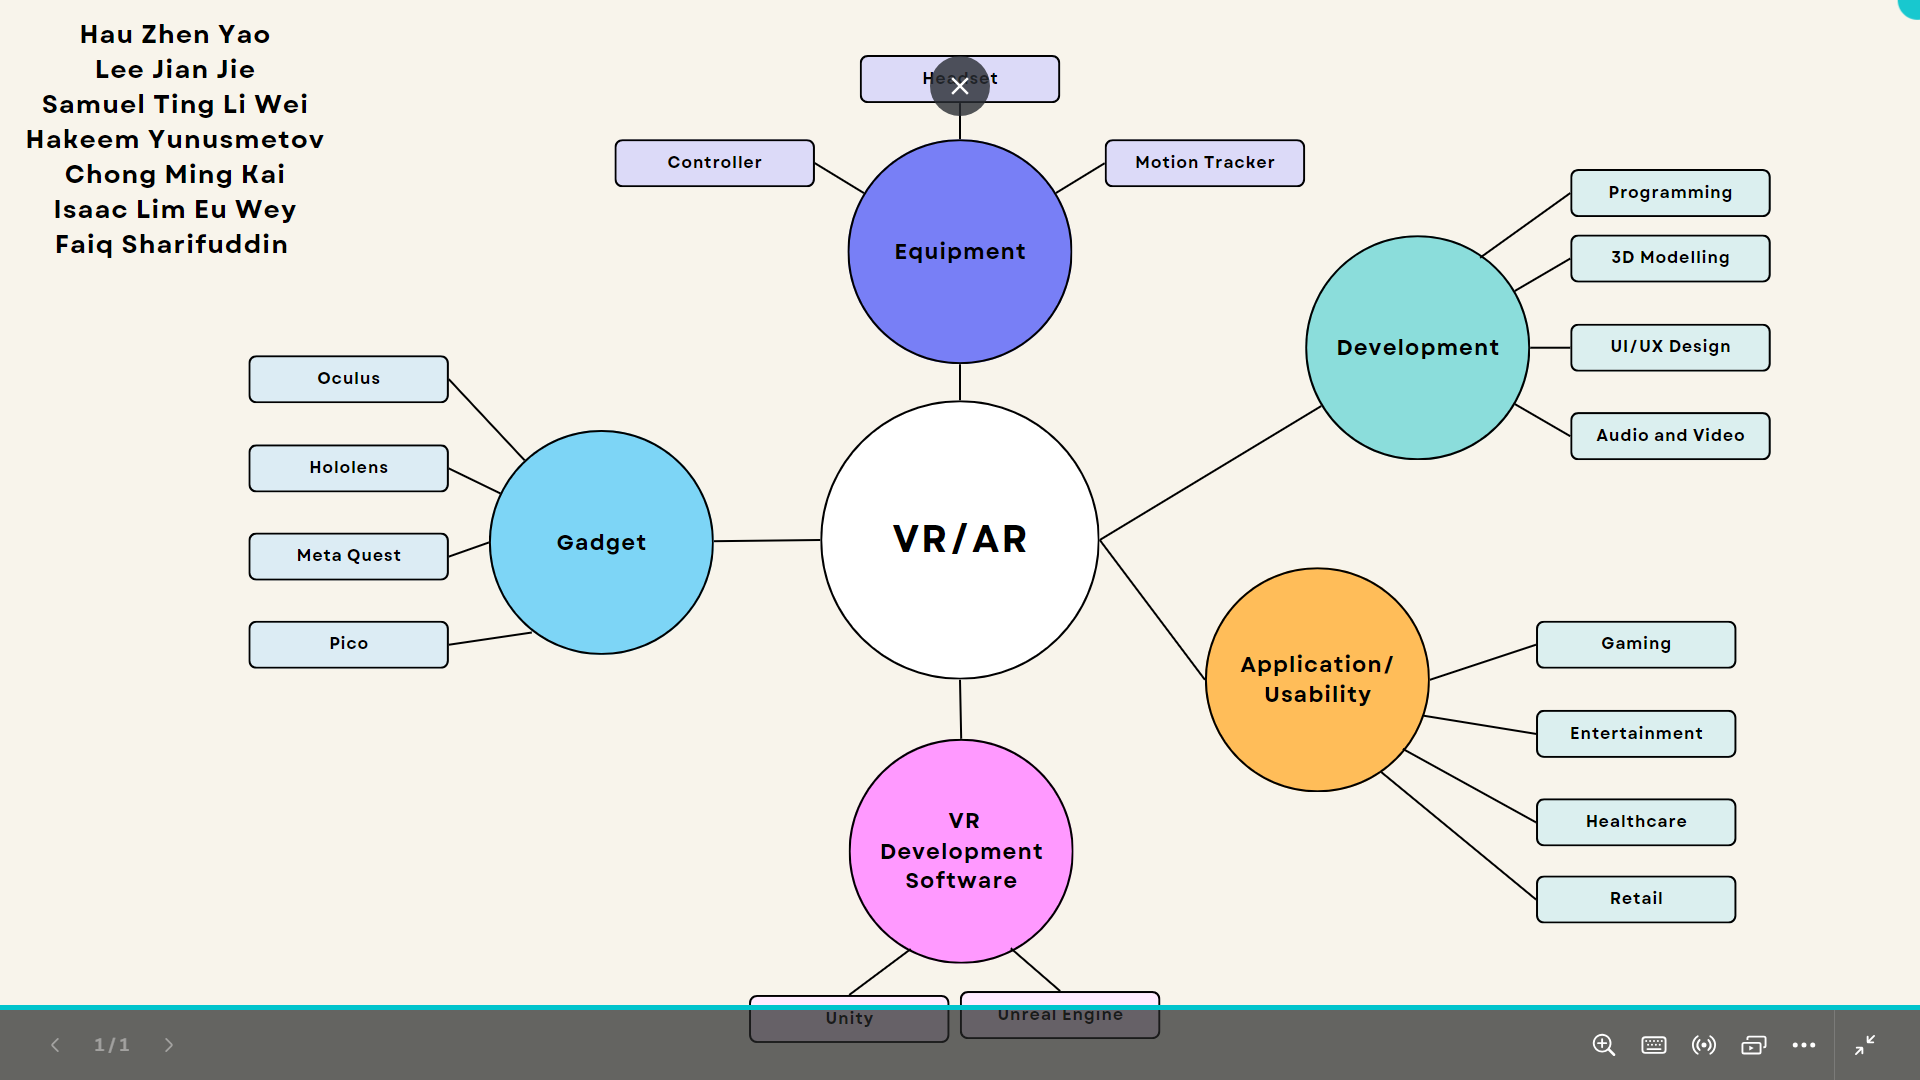 Hau Zhen Yao
Lee Jian Jie
Samuel Ting Li Wei
Hakeem Yunusmetov
Chong Ming Kai
Isaac Lim Eu Wey
Faiq Sharifuddin
Headset
Controller
Motion Tracker
Equipment
Programming
3D Modelling
UI/UX Design
Audio and Video
Development
Oculus
Hololens
Meta Quest
Pico
Gadget
VR/AR
Application/
Usability
Gaming
Entertainment
Healthcare
Retail
VR
Development
Software
Unity
Unreal Engine
1/1